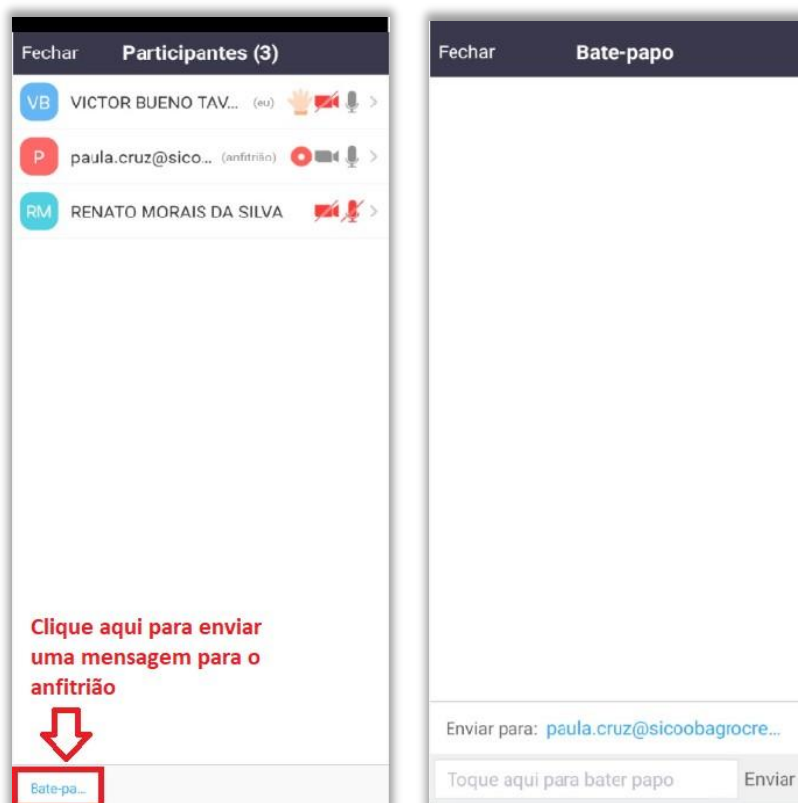 Fechar Participantes (3)
VB VICTOR BUENO TAV... (eu)
P paula.cruz@sico... (anfitrião)
RM RENATO MORAIS DA SILVA
Clique aqui para enviar
uma mensagem para o
anfitrião
Bate-pa...
Fechar Bate-papo
Enviar para: paula.cruz@sicoobagrocre...
Toque aqui para bater papo Enviar